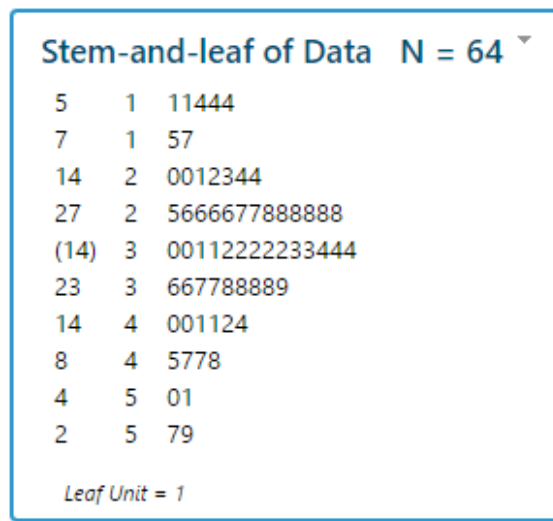 Stem-and-leaf of Data N = 64
5 1 11444
7 1 57
14 2 0012344
27 2 5666677888888
(14) 3 00112222233444
23 3 667788889
14 4 001124
8 4 5778
4 5 01
2 5 79
Leaf Unit = 1